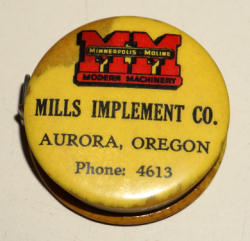 MM
MINNEAPOLIS-MOLINE
MODERN MACHINERY
MILLS IMPLEMENT CO.
AURORA, OREGON
Phone: 4613